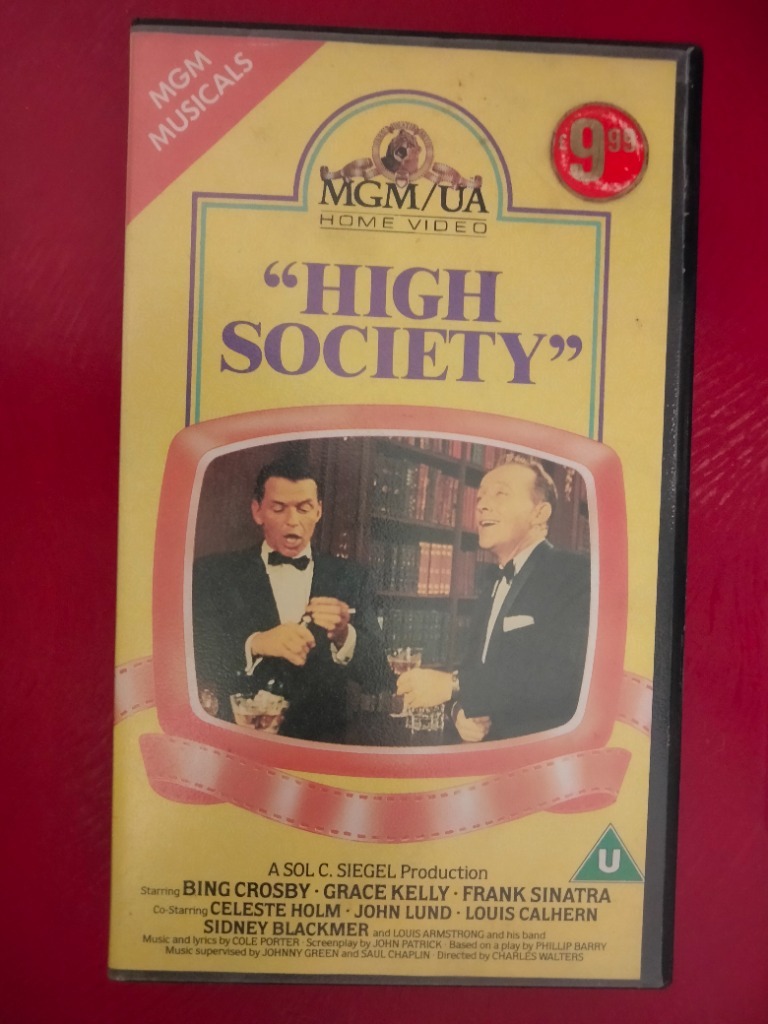 MGM
MUSICALS
9.99
MGM/UA
HOME VIDEO
“HIGH
SOCIETY”
U
A SOL C. SIEGEL Production
Starring BING CROSBY · GRACE KELLY · FRANK SINATRA
Co-Starring CELESTE HOLM · JOHN LUND · LOUIS CALHERN
SIDNEY BLACKMER and LOUIS ARMSTRONG and his band
Music and lyrics by COLE PORTER · Screenplay by JOHN PATRICK · Based on a play by PHILLIP BARRY
Music supervised by JOHNNY GREEN and SAUL CHAPLIN · Directed by CHARLES WALTERS